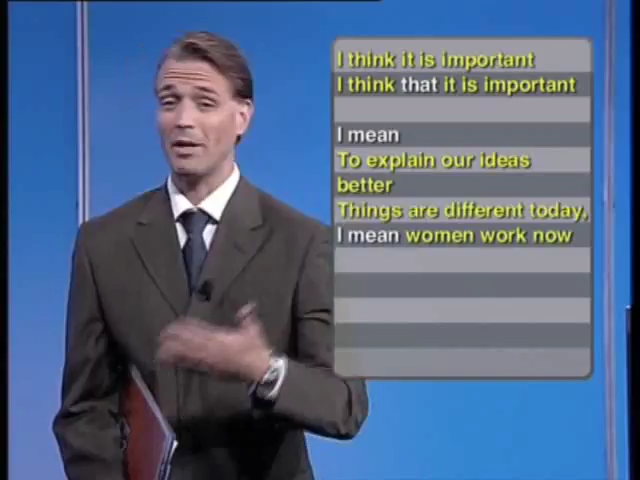 I think it is important
I think that it is important
I mean
To explain our ideas
better
Things are different today,
I mean women work now